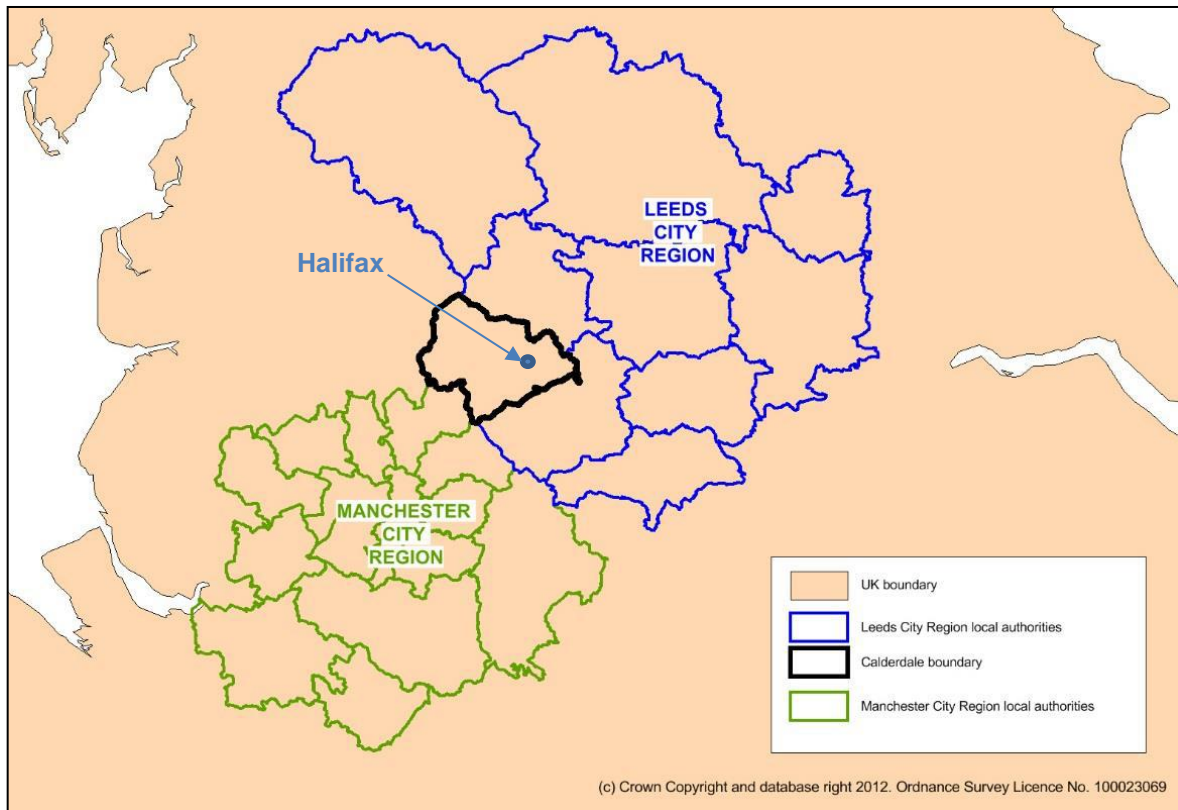 LEEDS
CITY
REGION
Halifax
MANCHESTER
CITY
REGION
UK boundary
Leeds City Region local authorities
Calderdale boundary
Manchester City Region local authorities
(c) Crown Copyright and database right 2012. Ordnance Survey Licence No. 100023069